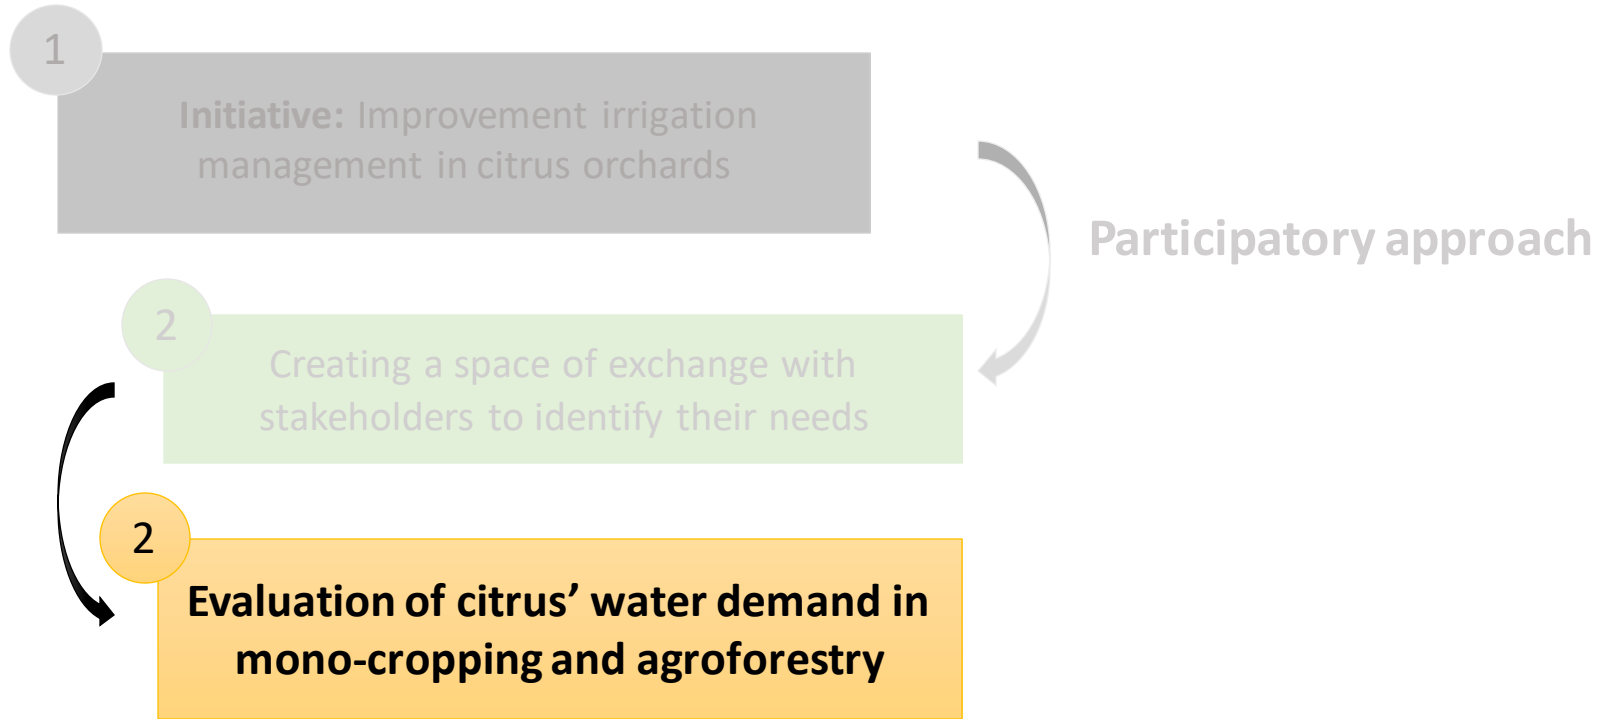 1
Initiative: Improvement irrigation
management in citrus orchards
Participatory approach
2
Creating a space of exchange with
stakeholders to identify their needs
2
Evaluation of citrus’ water demand in
mono-cropping and agroforestry